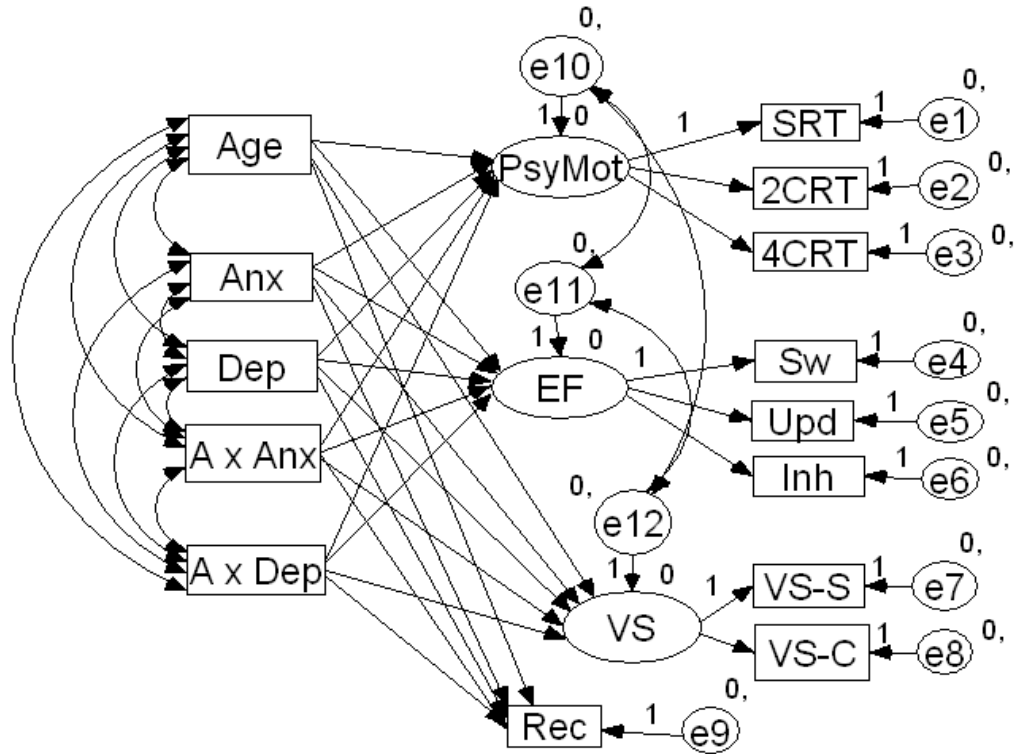 0,
e10
1 0
Age
PsyMot
1
SRT
1
0,
e1
2CRT
1
0,
e2
4CRT
1
0,
e3
Anx
0,
e11
1 0
Dep
EF
1
Sw
1
0,
e4
Upd
1
0,
e5
Inh
1
0,
e6
A x Anx
0,
e12
1 0
A x Dep
VS
1
VS-S
1
0,
e7
VS-C
1
0,
e8
Rec
1
0,
e9